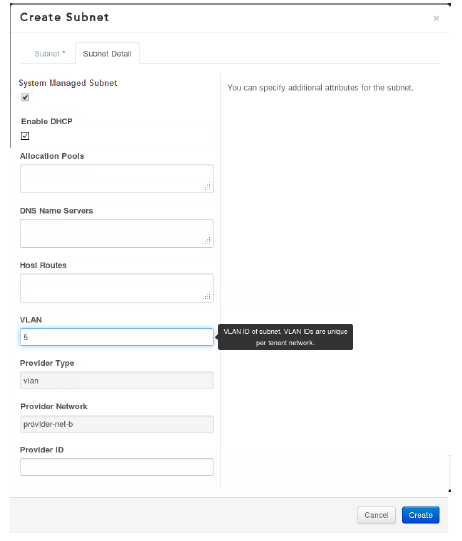 Create Subnet
×
Subnet *
Subnet Detail
System Managed Subnet
You can specify additional attributes for the subnet.
Enable DHCP
Allocation Pools
DNS Name Servers
Host Routes
VLAN
5
VLAN ID of subnet. VLAN IDs are unique
per tenant network.
Provider Type
vlan
Provider Network
provider-net-b
Provider ID
Cancel
Create